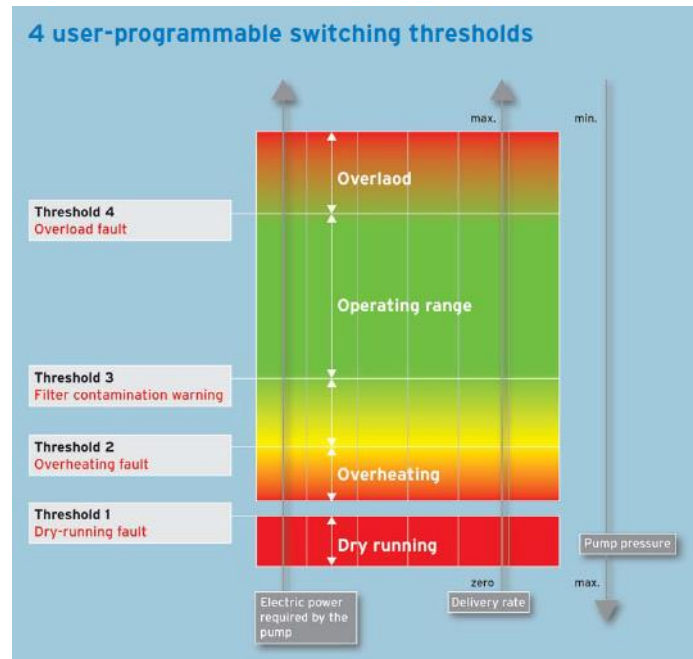 4 user-programmable switching thresholds
max.
min.
Overlaod
Threshold 4
Overload fault
Operating range
Threshold 3
Filter contamination warning
Threshold 2
Overheating fault
Overheating
Threshold 1
Dry-running fault
Dry running
Pump pressure
zero
max.
Electric power
required by the
pump
Delivery rate